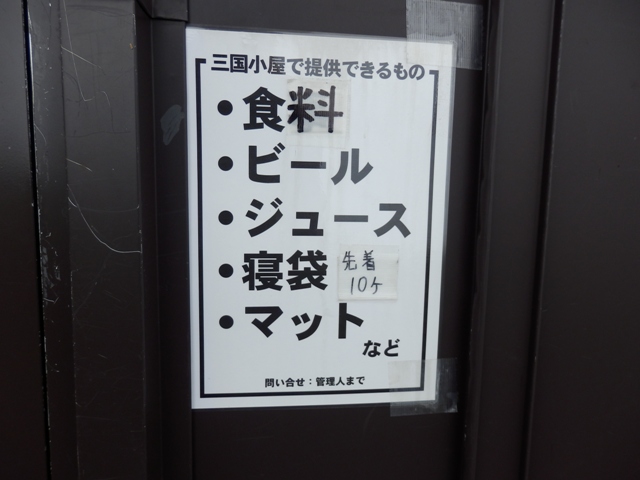 三国小屋で提供できるもの
・食料
・ビール
・ジュース
・寝袋 先着
10ヶ
・マット
など
問い合せ：管理人まで